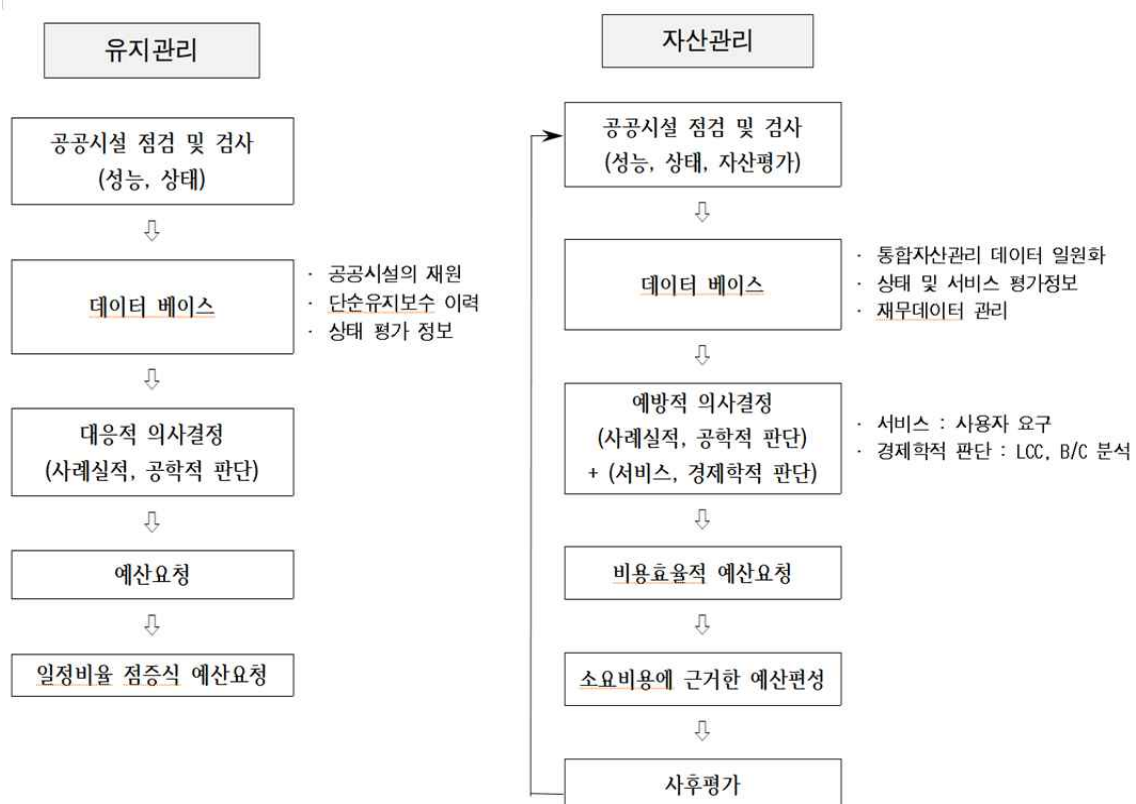 유지관리
공공시설 점검 및 검사
(성능, 상태)
데이터 베이스
· 공공시설의 재원
· 단순유지보수 이력
· 상태 평가 정보
대응적 의사결정
(사례실적, 공학적 판단)
예산요청
일정비율 점증식 예산요청
자산관리
공공시설 점검 및 검사
(성능, 상태, 자산평가)
데이터 베이스
· 통합자산관리 데이터 일원화
· 상태 및 서비스 평가정보
· 재무데이터 관리
예방적 의사결정
(사례실적, 공학적 판단)
+ (서비스, 경제학적 판단)
· 서비스 : 사용자 요구
· 경제학적 판단 : LCC, B/C 분석
비용효율적 예산요청
소요비용에 근거한 예산편성
사후평가